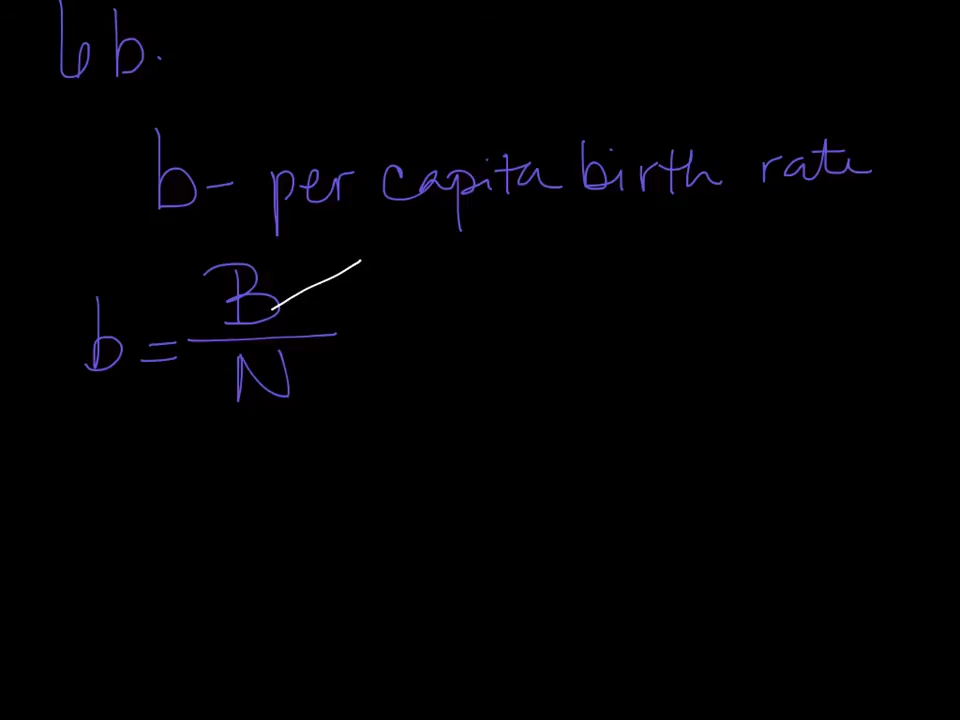 6b.
b- per capita birth rate
b = B/N